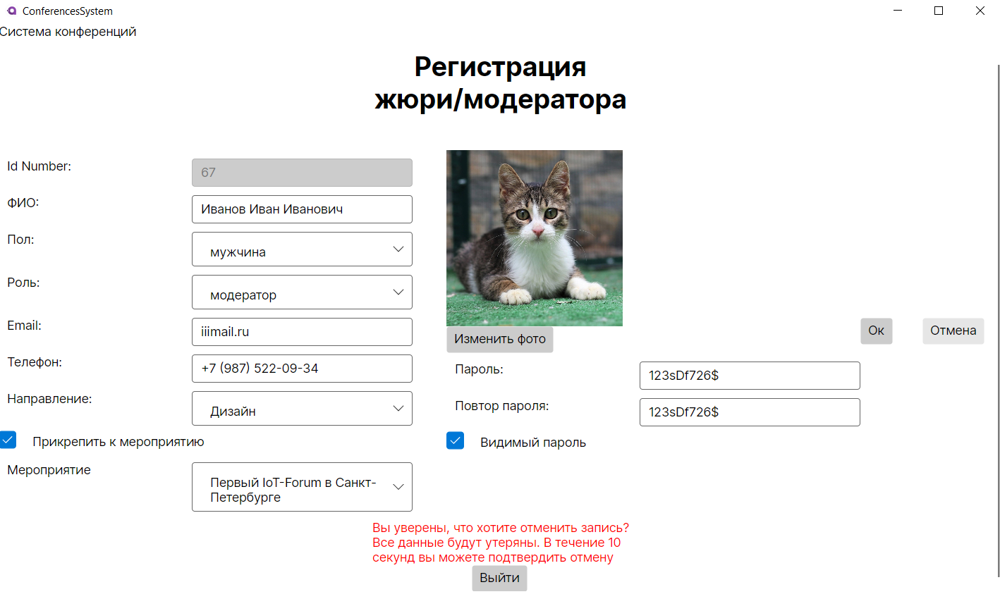 ConferencesSystem
Система конференций
Регистрация
жюри/модератора
Id Number:
67
ФИО:
Иванов Иван Иванович
Пол:
мужчина
Роль:
модератор
Email:
iiimail.ru
Телефон:
+7 (987) 522-09-34
Направление:
Дизайн
Прикрепить к мероприятию
Мероприятие
Первый IoT-Forum в Санкт-
Петербурге
Изменить фото
Пароль:
123sDf726$
Повтор пароля:
123sDf726$
Видимый пароль
Ок
Отмена
Вы уверены, что хотите отменить запись?
Все данные будут утеряны. В течение 10
секунд вы можете подтвердить отмену
Выйти